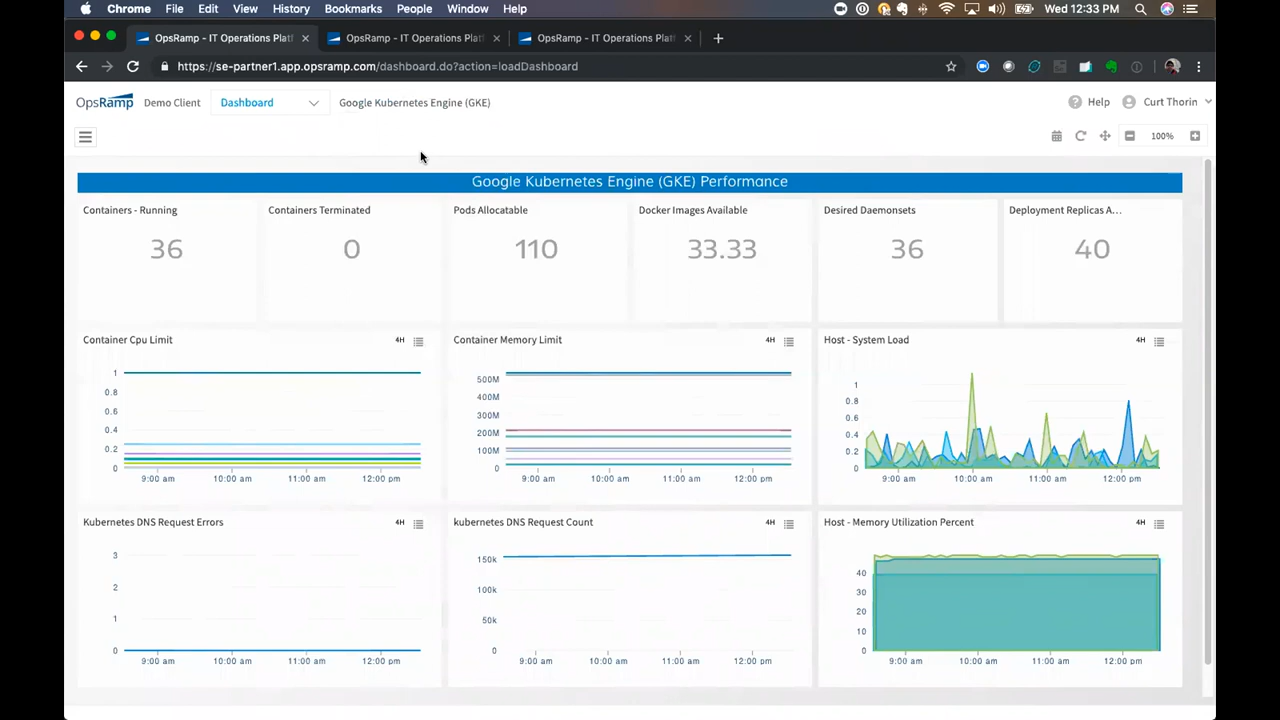 Chrome File Edit View History Bookmarks People Window Help Wed 12:33 PM
OpsRamp - IT Operations Platf OpsRamp - IT Operations Platf OpsRamp - IT Operations Platf
https://se-partner1.app.opsramp.com/dashboard.do?action=loadDashboard
OpsRamp Demo Client Dashboard Google Kubernetes Engine (GKE) Help Curt Thorin
100%
Google Kubernetes Engine (GKE) Performance
Containers - Running Containers Terminated Pods Allocatable Docker Images Available Desired Daemonsets Deployment Replicas A...
36 0 110 33.33 36 40
Container Cpu Limit 4H
1
0.8
0.6
0.4
0.2
0
9:00 am 10:00 am 11:00 am 12:00 pm
Container Memory Limit 4H
500M
400M
300M
200M
100M
0
9:00 am 10:00 am 11:00 am 12:00 pm
Host - System Load 4H
1
0.8
0.6
0.4
0.2
0
9:00 am 10:00 am 11:00 am 12:00 pm
Kubernetes DNS Request Errors 4H
3
2
1
0
9:00 am 10:00 am 11:00 am 12:00 pm
kubernetes DNS Request Count 4H
150k
100k
50k
0
9:00 am 10:00 am 11:00 am 12:00 pm
Host - Memory Utilization Percent 4H
40
30
20
10
0
9:00 am 10:00 am 11:00 am 12:00 pm